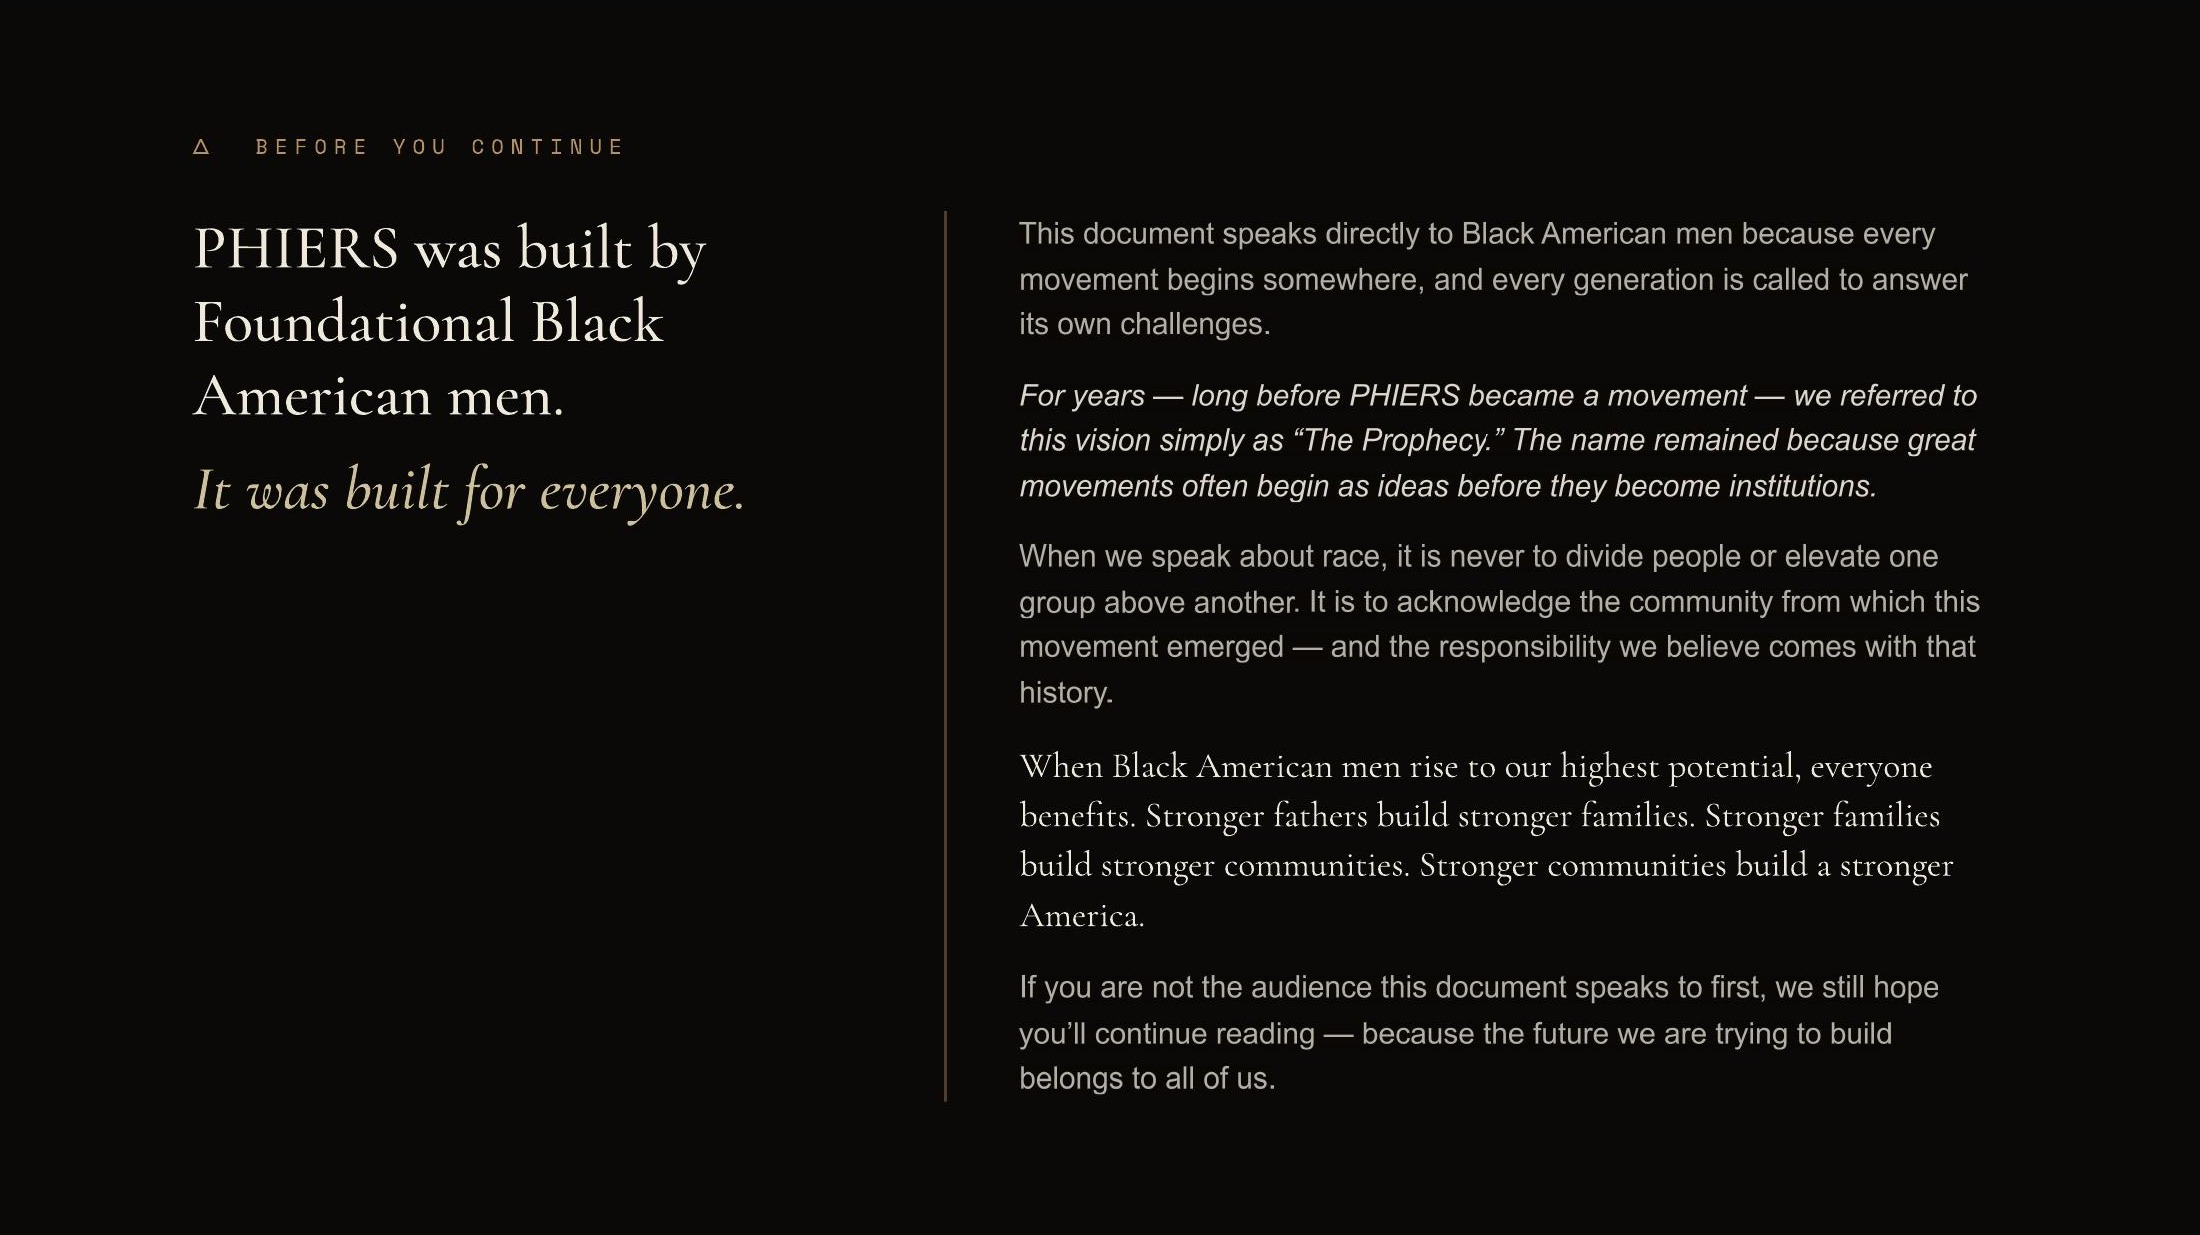 △ BEFORE YOU CONTINUE
PHIERS was built by
Foundational Black
American men.
It was built for everyone.
This document speaks directly to Black American men because every
movement begins somewhere, and every generation is called to answer
its own challenges.
For years — long before PHIERS became a movement — we referred to
this vision simply as “The Prophecy.” The name remained because great
movements often begin as ideas before they become institutions.
When we speak about race, it is never to divide people or elevate one
group above another. It is to acknowledge the community from which this
movement emerged — and the responsibility we believe comes with that
history.
When Black American men rise to our highest potential, everyone
benefits. Stronger fathers build stronger families. Stronger families
build stronger communities. Stronger communities build a stronger
America.
If you are not the audience this document speaks to first, we still hope
you’ll continue reading — because the future we are trying to build
belongs to all of us.